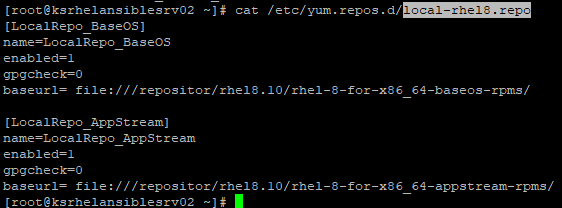 [root@ksrhelansiblesrv02 ~]# cat /etc/yum.repos.d/local-rhel8.repo
[LocalRepo_BaseOS]
name=LocalRepo_BaseOS
enabled=1
gpgcheck=0
baseurl= file:///repositor/rhel8.10/rhel-8-for-x86_64-baseos-rpms/

[LocalRepo_AppStream]
name=LocalRepo_AppStream
enabled=1
gpgcheck=0
baseurl= file:///repositor/rhel8.10/rhel-8-for-x86_64-appstream-rpms/
[root@ksrhelansiblesrv02 ~]#